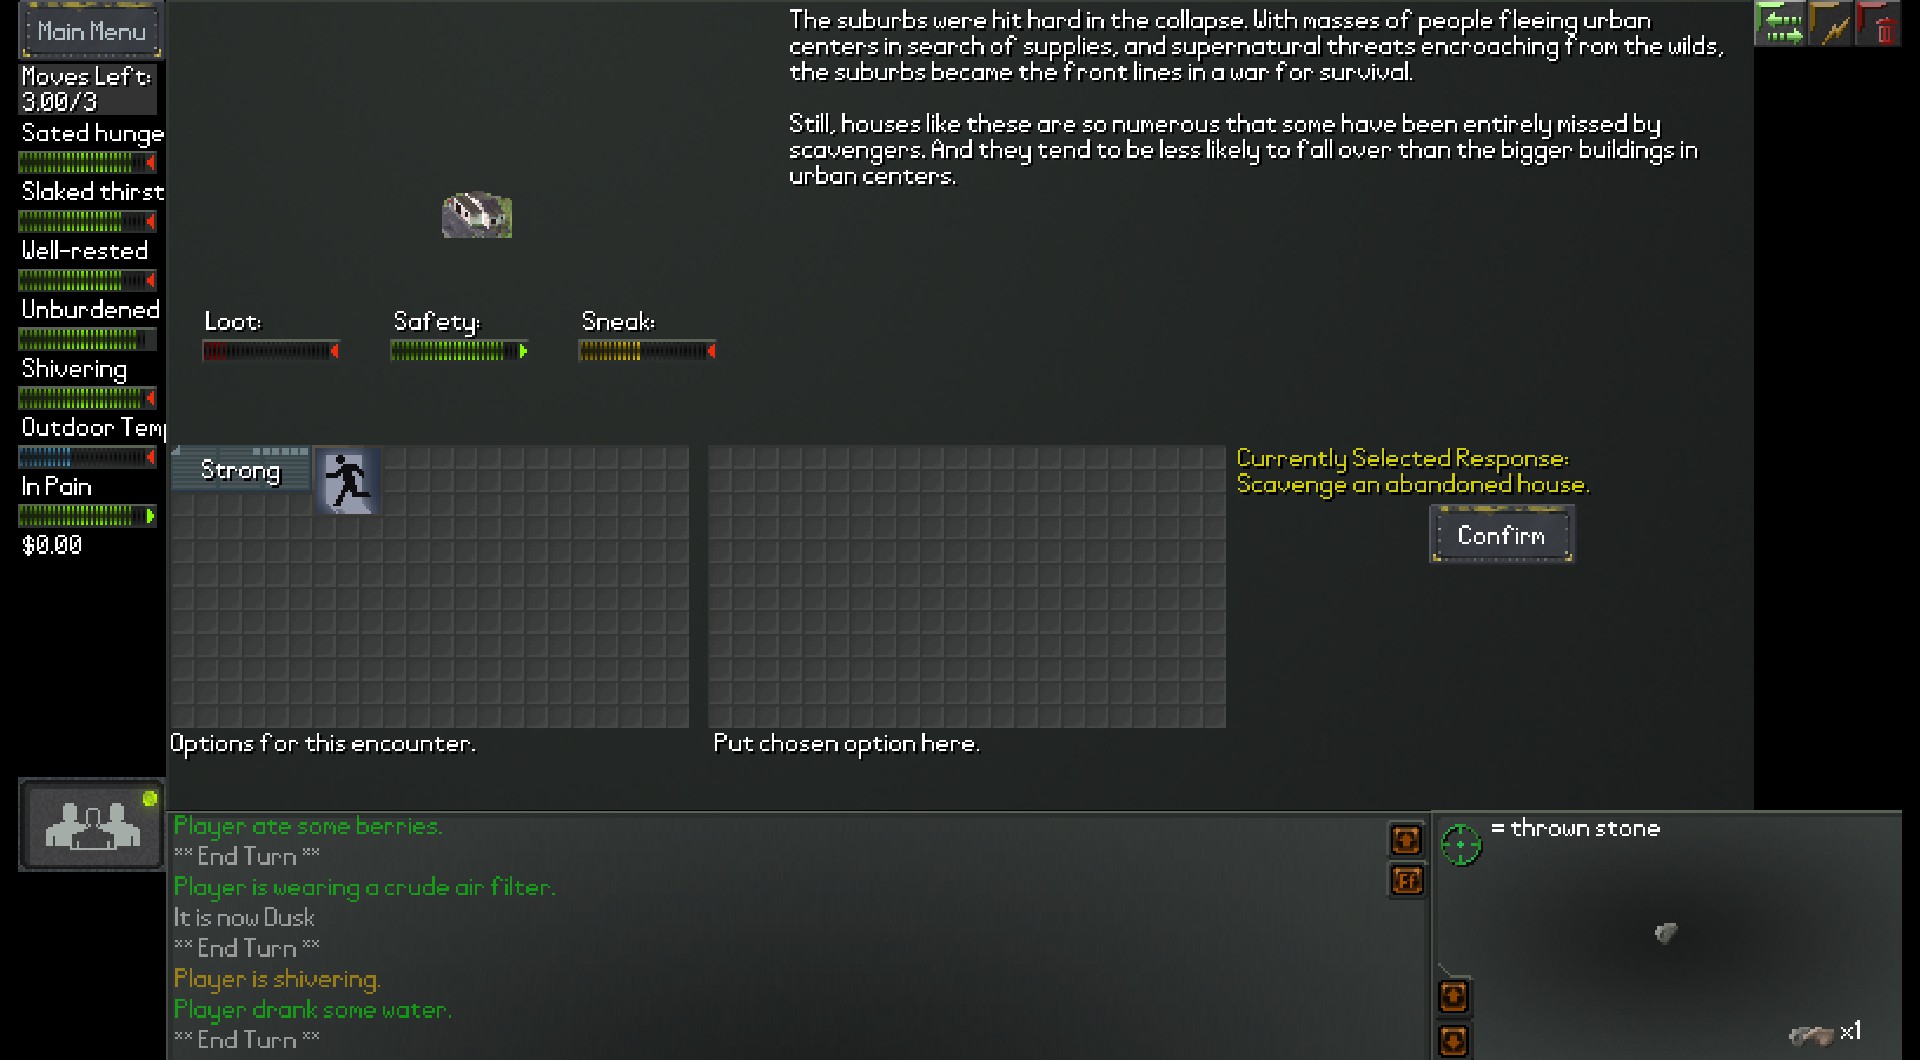 Main Menu
Moves Left:
3.00/3
Sated hunge
Slaked thirst
Well-rested
Unburdened
Shivering
Outdoor Tem
In Pain
$0.00
The suburbs were hit hard in the collapse. With masses of people fleeing urban
centers in search of supplies, and supernatural threats encroaching from the wilds,
the suburbs became the front lines in a war for survival.
Still, houses like these are so numerous that some have been entirely missed by
scavengers. And they tend to be less likely to fall over than the bigger buildings in
urban centers.
Loot:
Safety:
Sneak:
Strong
Options for this encounter.
Put chosen option here.
Currently Selected Response:
Scavenge an abandoned house.
Confirm
Player ate some berries.
** End Turn **
Player is wearing a crude air filter.
It is now Dusk
** End Turn **
Player is shivering.
Player drank some water.
** End Turn **
Ff
= thrown stone
x1